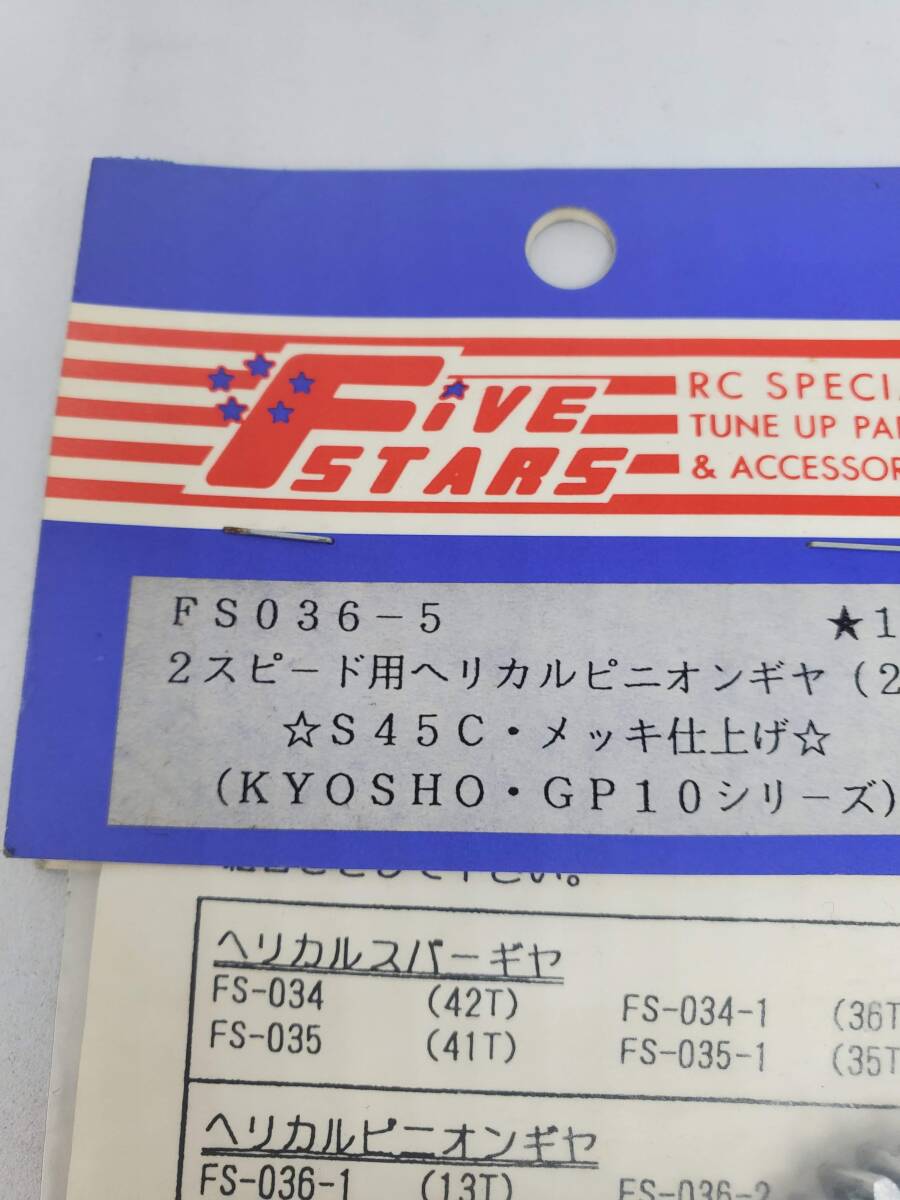 FiVE STARS
RC SPECI
TUNE UP PA
& ACCESSOR
FS036-5 ★1
2スピード用ヘリカルピニオンギヤ(2
☆S45C・メッキ仕上げ☆
(KYOSHO・GP10シリーズ)
ヘリカルスパーギヤ
FS-034 (42T) FS-034-1 (36T
FS-035 (41T) FS-035-1 (35T
ヘリカルピニオンギヤ
FS-036-1 (13T) FS-036-2